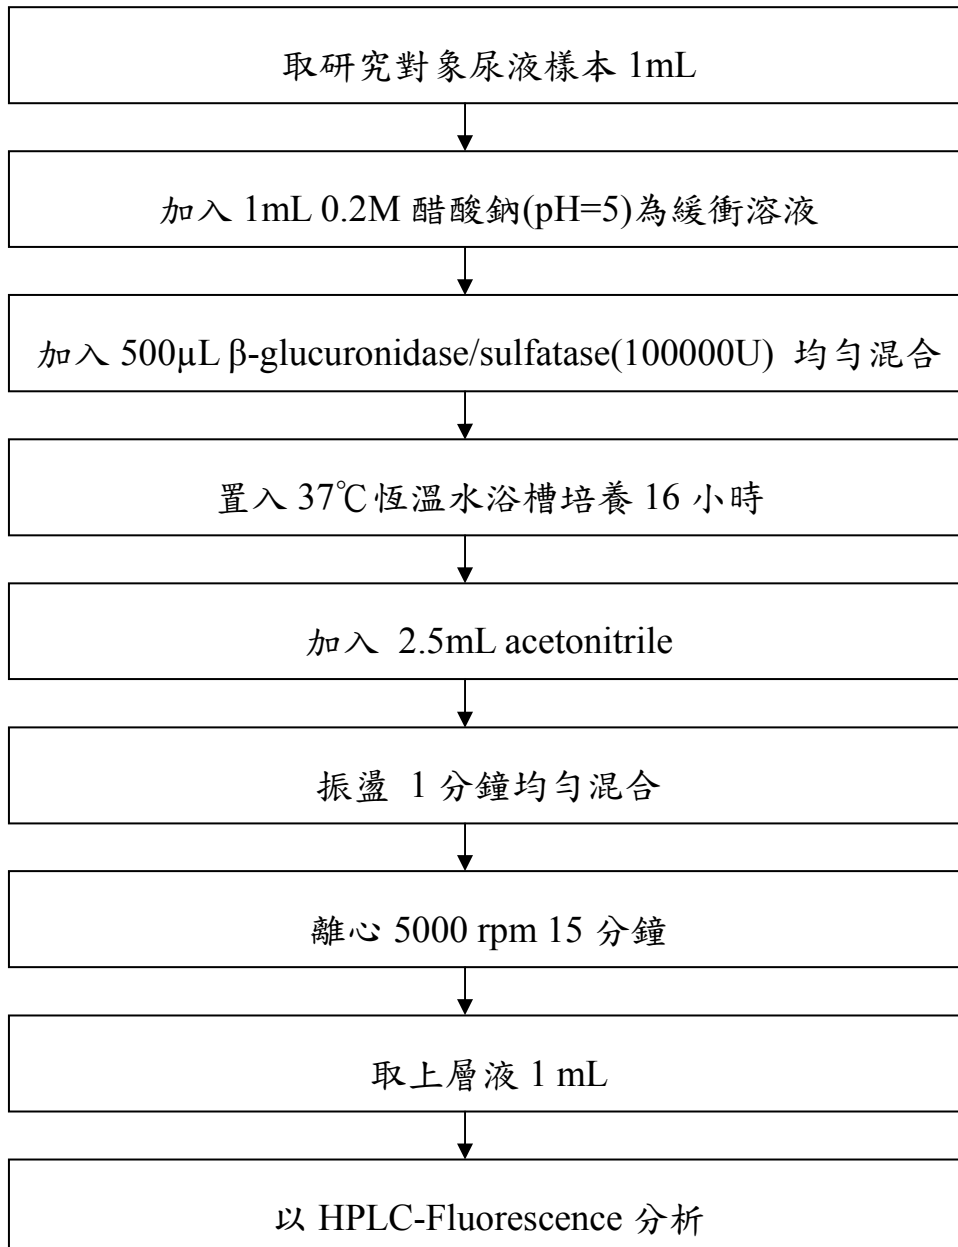 取研究對象尿液樣本 1mL
加入 1mL 0.2M 醋酸鈉(pH=5)為緩衝溶液
加入 500μL β-glucuronidase/sulfatase(100000U) 均勻混合
置入 37℃恆溫水浴槽培養 16 小時
加入 2.5mL acetonitrile
振盪 1 分鐘均勻混合
離心 5000 rpm 15 分鐘
取上層液 1 mL
以 HPLC-Fluorescence 分析